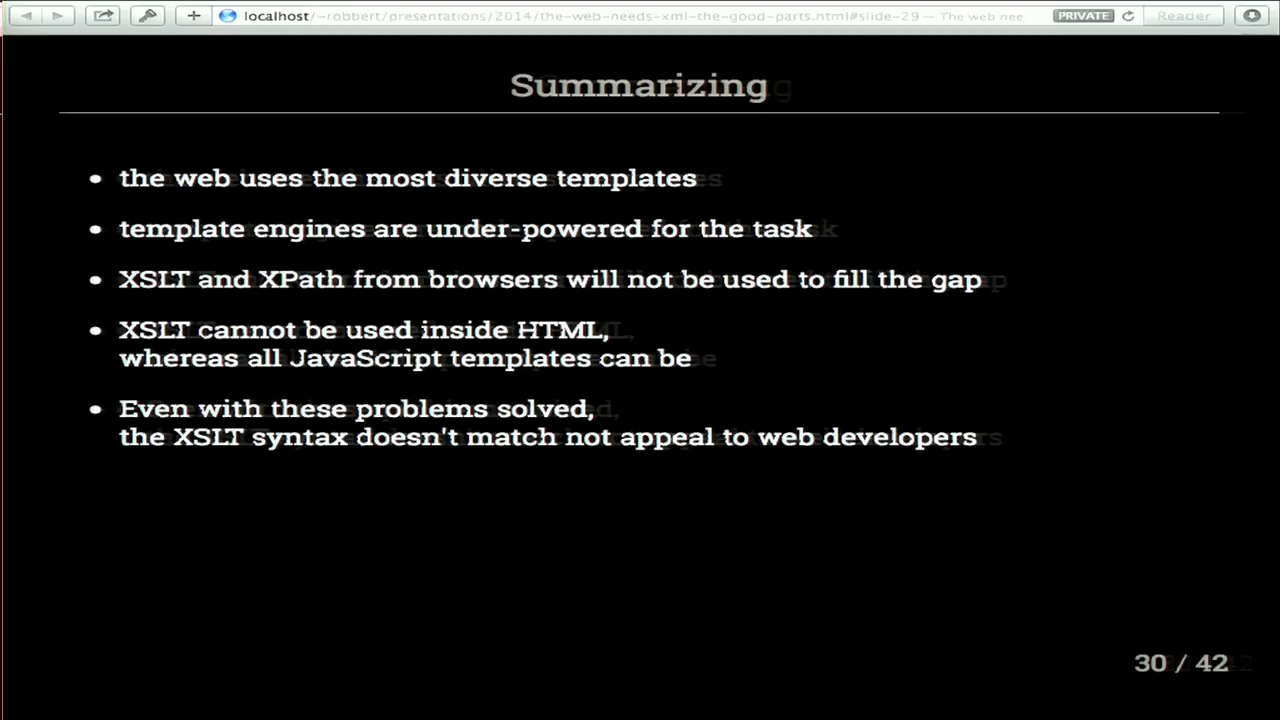 localhost/~robbert/presentations/2014/the-web-needs-xml-the-good-parts.html#slide-29 — The web nee
PRIVATE
Reader
Summarizing
• the web uses the most diverse templates
• template engines are under-powered for the task
• XSLT and XPath from browsers will not be used to fill the gap
• XSLT cannot be used inside HTML,
whereas all JavaScript templates can be
• Even with these problems solved,
the XSLT syntax doesn't match not appeal to web developers
30 / 42